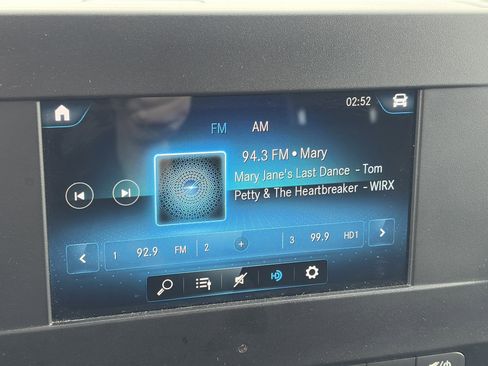 02:52
FM AM
94.3 FM • Mary
Mary Jane's Last Dance - Tom
Petty & The Heartbreaker - WIRX
1 92.9 FM 2 + 3 99.9 HD1
HD